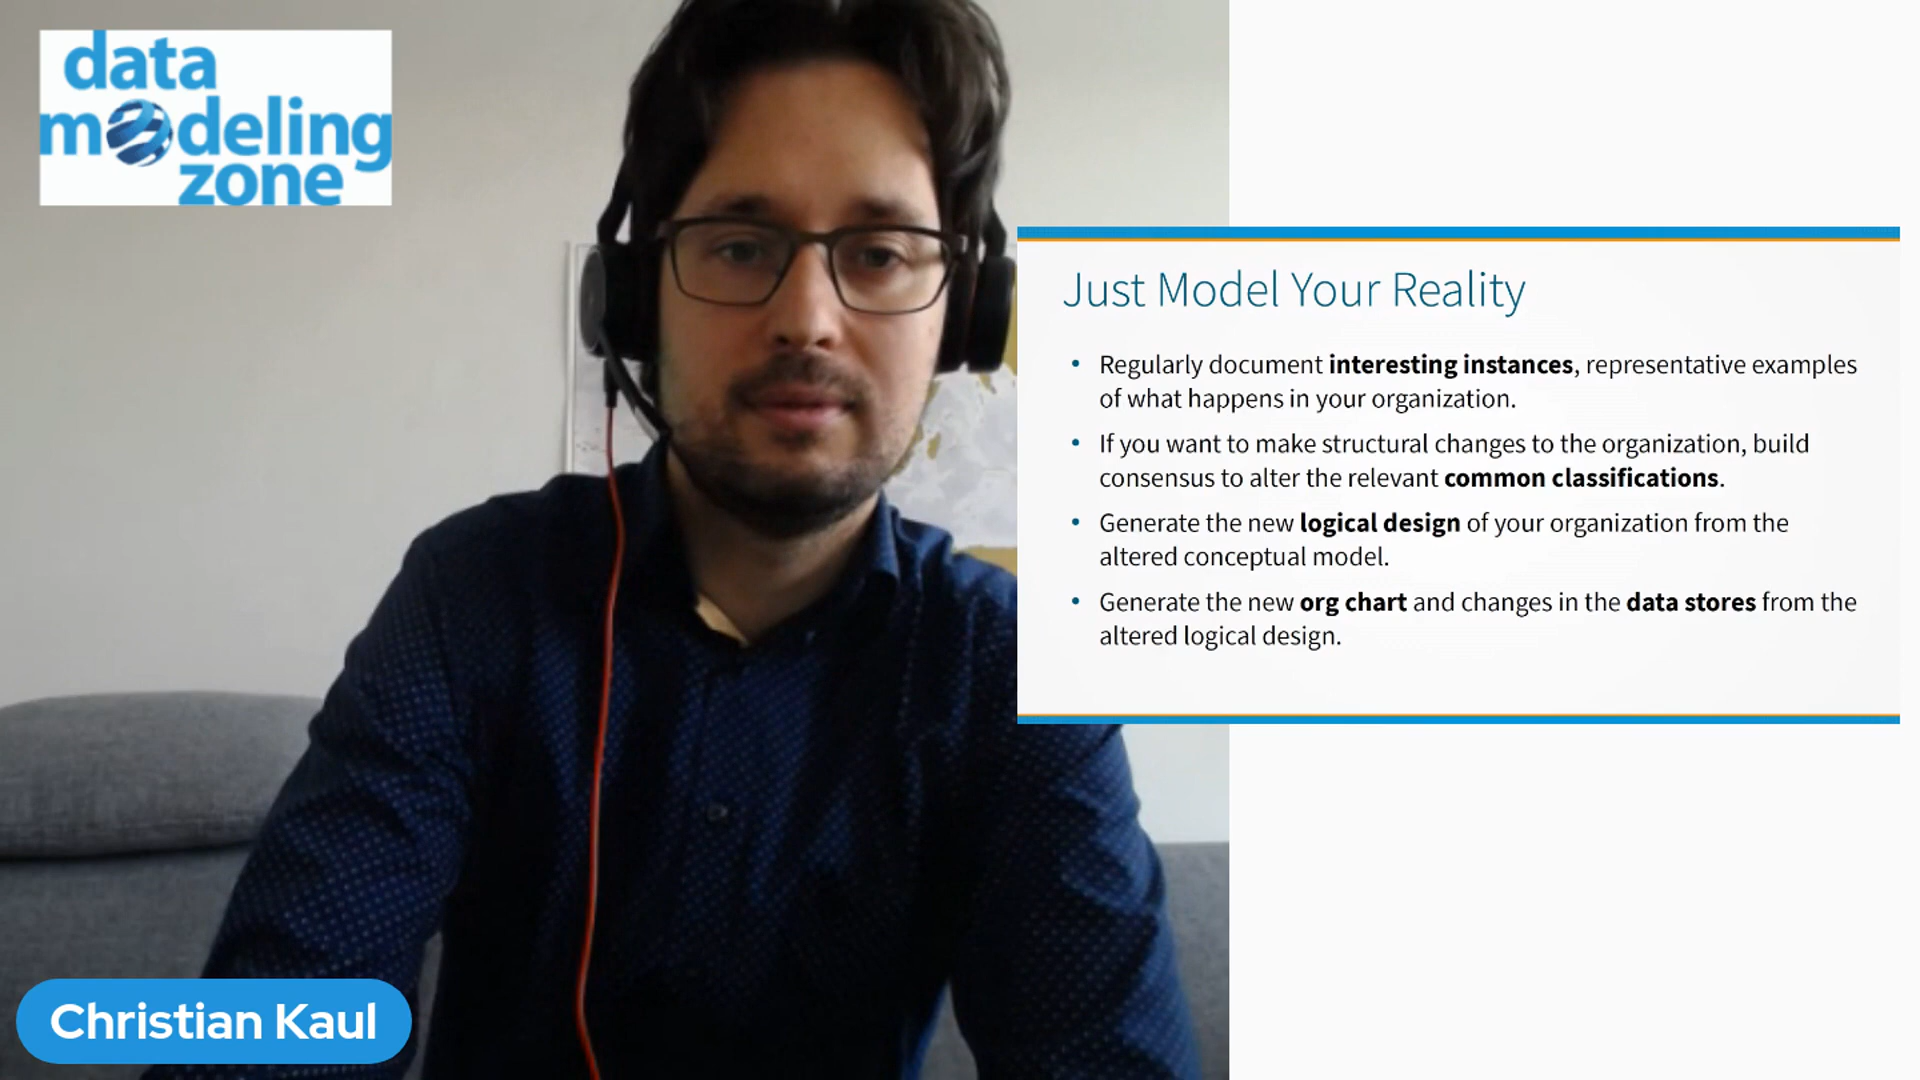 data
modeling
zone
Just Model Your Reality
• Regularly document interesting instances, representative examples
of what happens in your organization.
• If you want to make structural changes to the organization, build
consensus to alter the relevant common classifications.
• Generate the new logical design of your organization from the
altered conceptual model.
• Generate the new org chart and changes in the data stores from the
altered logical design.
Christian Kaul